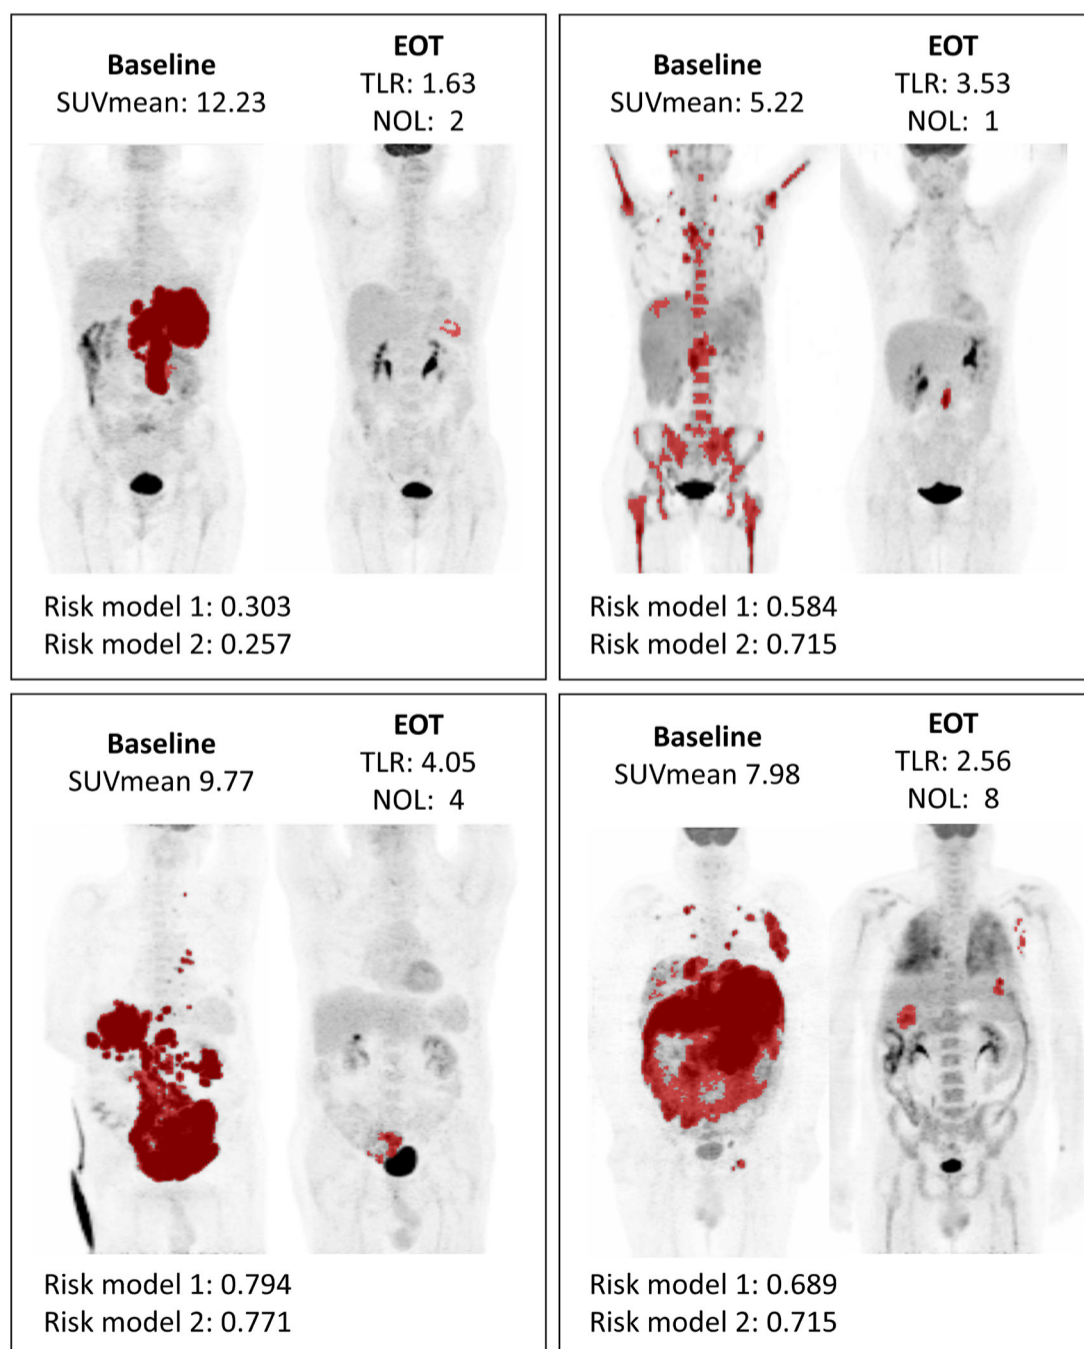 Baseline
SUVmean: 12.23
EOT
TLR: 1.63
NOL: 2
Risk model 1: 0.303
Risk model 2: 0.257
Baseline
SUVmean: 5.22
EOT
TLR: 3.53
NOL: 1
Risk model 1: 0.584
Risk model 2: 0.715
Baseline
SUVmean 9.77
EOT
TLR: 4.05
NOL: 4
Risk model 1: 0.794
Risk model 2: 0.771
Baseline
SUVmean 7.98
EOT
TLR: 2.56
NOL: 8
Risk model 1: 0.689
Risk model 2: 0.715